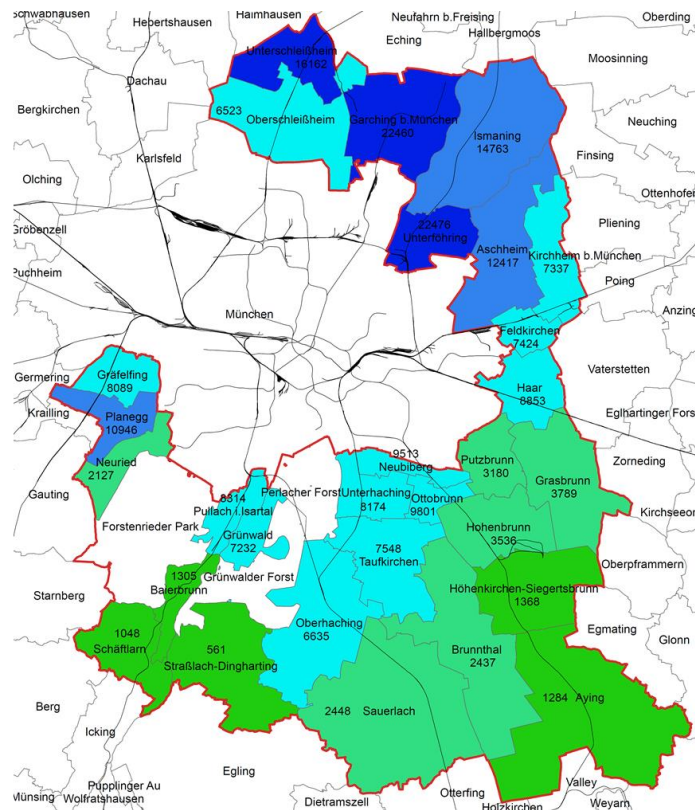 Schwabhausen
Hebertshausen
Haimhausen
Neufahrn b.Freising
Oberding
Eching
Hallbergmoos
Unterschleißheim
16162
Moosinning
Dachau
Bergkirchen
6523
Oberschleißheim
Garching b.München
22460
Ismaning
14763
Neuching
Karlsfeld
Finsing
Olching
Ottenhofen
Gröbenzell
22476
Unterföhring
Aschheim
12417
Pliening
Kirchheim b.München
7337
Puchheim
Poing
München
Anzing
Feldkirchen
7424
Gräfelfing
8089
Germering
Haar
8853
Vaterstetten
Krailling
Planegg
10946
Eglhartinger Fors
Neuried
2127
9513
Neubiberg
Putzbrunn
3180
Zorneding
Grasbrunn
3789
Gauting
8314
Pullach i.Isartal
Perlacher Forst
Unterhaching
8174
Ottobrunn
9801
Kirchseeon
Forstenrieder Park
Grünwald
7232
Hohenbrunn
3536
7548
Taufkirchen
Oberpframmern
1305
Baierbrunn
Grünwalder Forst
Starnberg
Höhenkirchen-Siegertsbrunn
1368
1048
Schäftlarn
561
Straßlach-Dingharting
Oberhaching
6635
Egmating
Glonn
Brunnthal
2437
1284 Aying
2448 Sauerlach
Berg
Icking
Egling
Otterfing
Valley
Pupplinger Au
Münsing
Wolfratshausen
Dietramszell
Holzkirchen
Weyarn